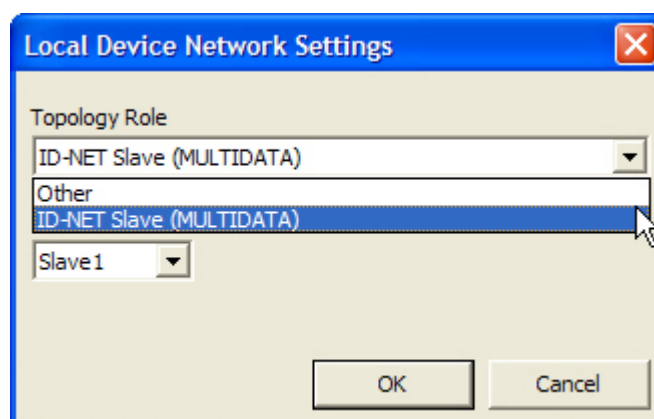 Local Device Network Settings
Topology Role
ID-NET Slave (MULTIDATA)
Other
ID-NET Slave (MULTIDATA)
Slave1
OK Cancel